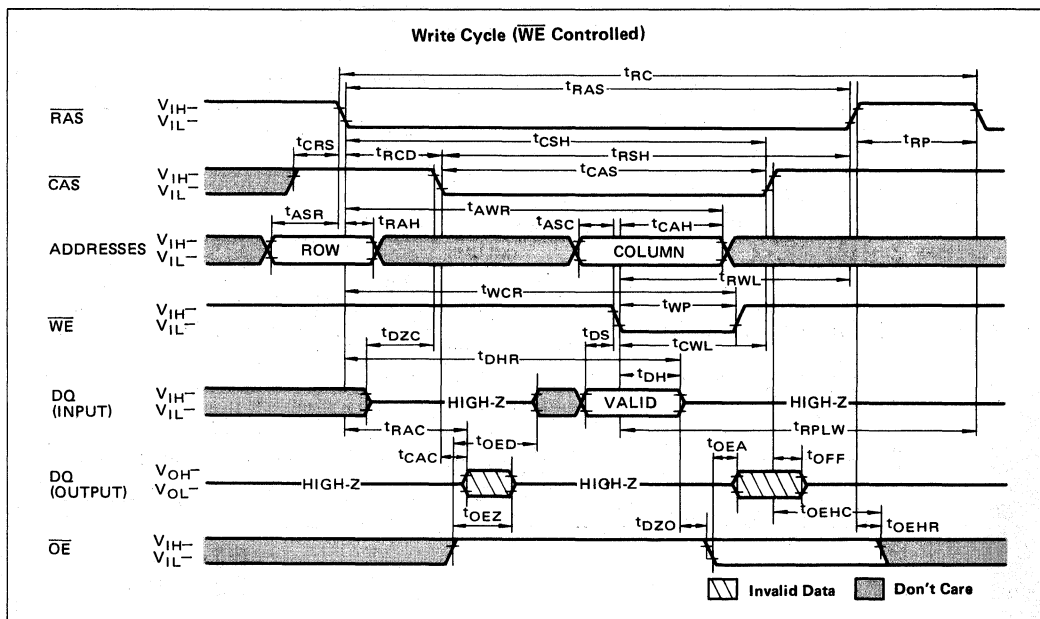 Write Cycle (WE Controlled)
tRC
tRAS
RAS
VIH–
VIL–
tCRS
tRCD
tCSH
tRSH
tRP
CAS
VIH–
VIL–
tCAS
tASR
tAWR
tRAH
tASC
tCAH
ADDRESSES
VIH–
VIL–
ROW
COLUMN
tRWL
tWCR
tWP
WE
VIH–
VIL–
tDZC
tDS
tCWL
tDHR
tDH
DQ
(INPUT)
VIH–
VIL–
HIGH-Z
VALID
HIGH-Z
tRAC
tOED
tRPLW
tCAC
tOEA
tOFF
DQ
(OUTPUT)
VOH–
VOL–
HIGH-Z
HIGH-Z
tOEZ
tDZO
tOEHC
tOEHR
OE
VIH–
VIL–
Invalid Data
Don't Care